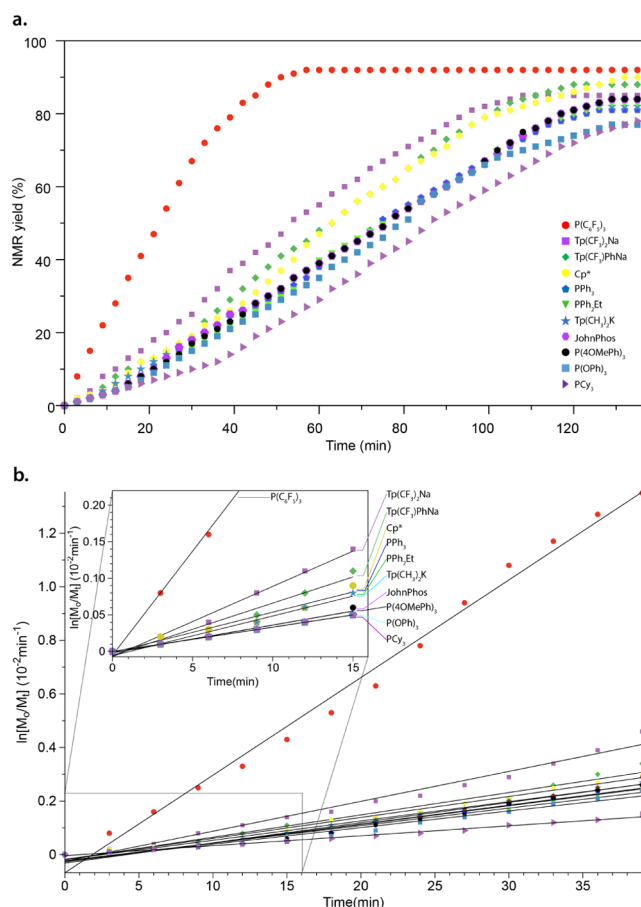 a.
100
80
60
40
20
0
NMR yield (%)
0 20 40 60 80 100 120
Time (min)
P(C₆F₅)₃
Tp(CF₃)₂Na
Tp(CF₃)PhNa
Cp*
PPh₃
PPh₂Et
Tp(CH₃)₂K
JohnPhos
P(4OMePh)₃
P(OPh)₃
PCy₃
b.
1.2
1.0
0.8
0.6
0.4
0.2
0
ln[M₀/Mₜ] (10⁻²min⁻¹)
0 5 10 15 20 25 30 35
Time(min)
0.20
0.15
0.10
0.050
0.00
ln[M₀/Mₜ] (10⁻²min⁻¹)
0 5 10 15
Time(min)
P(C₆F₅)₃
Tp(CF₃)₂Na
Tp(CF₃)PhNa
Cp*
PPh₃
PPh₂Et
Tp(CH₃)₂K
JohnPhos
P(4OMePh)₃
P(OPh)₃
PCy₃